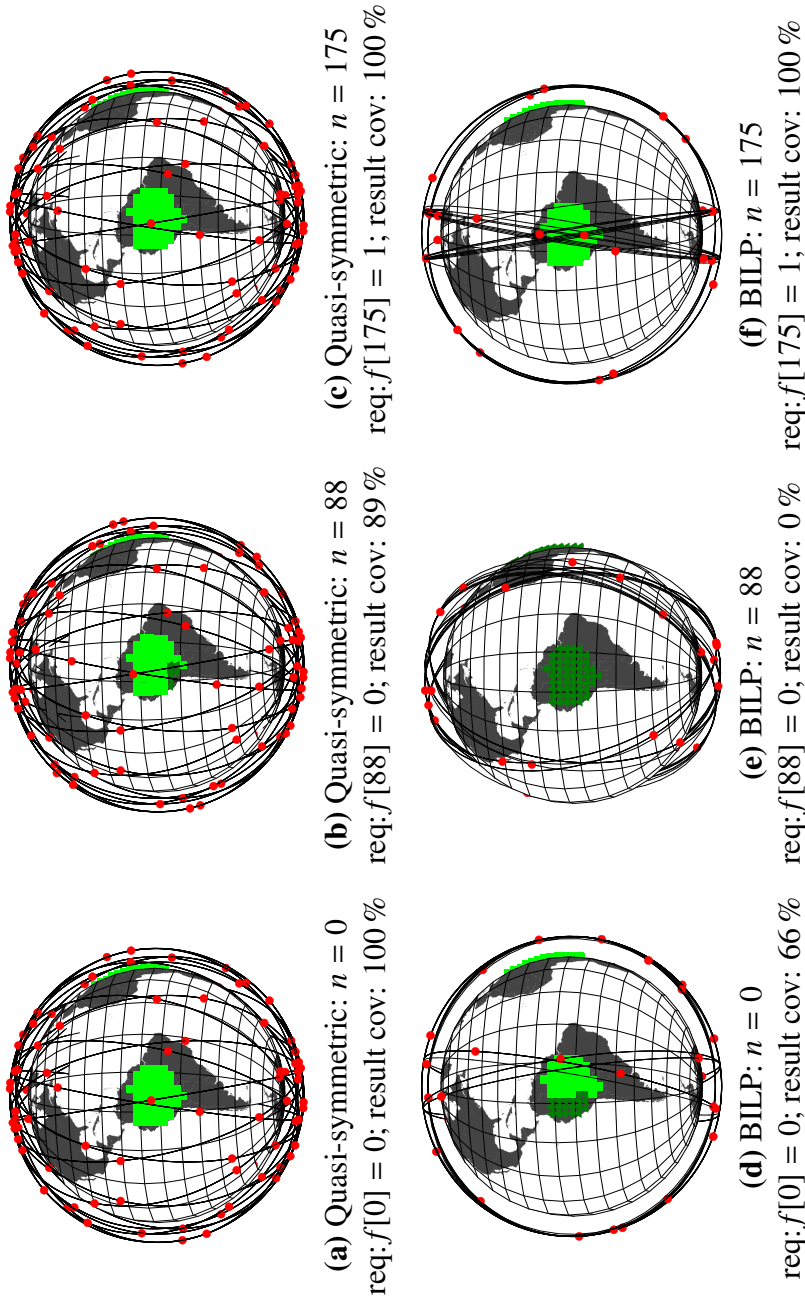 (a) Quasi-symmetric: n = 0
req: f[0] = 0; result cov: 100 %
(b) Quasi-symmetric: n = 88
req: f[88] = 0; result cov: 89 %
(c) Quasi-symmetric: n = 175
req: f[175] = 1; result cov: 100 %
(d) BILP: n = 0
req: f[0] = 0; result cov: 66 %
(e) BILP: n = 88
req: f[88] = 0; result cov: 0 %
(f) BILP: n = 175
req: f[175] = 1; result cov: 100 %